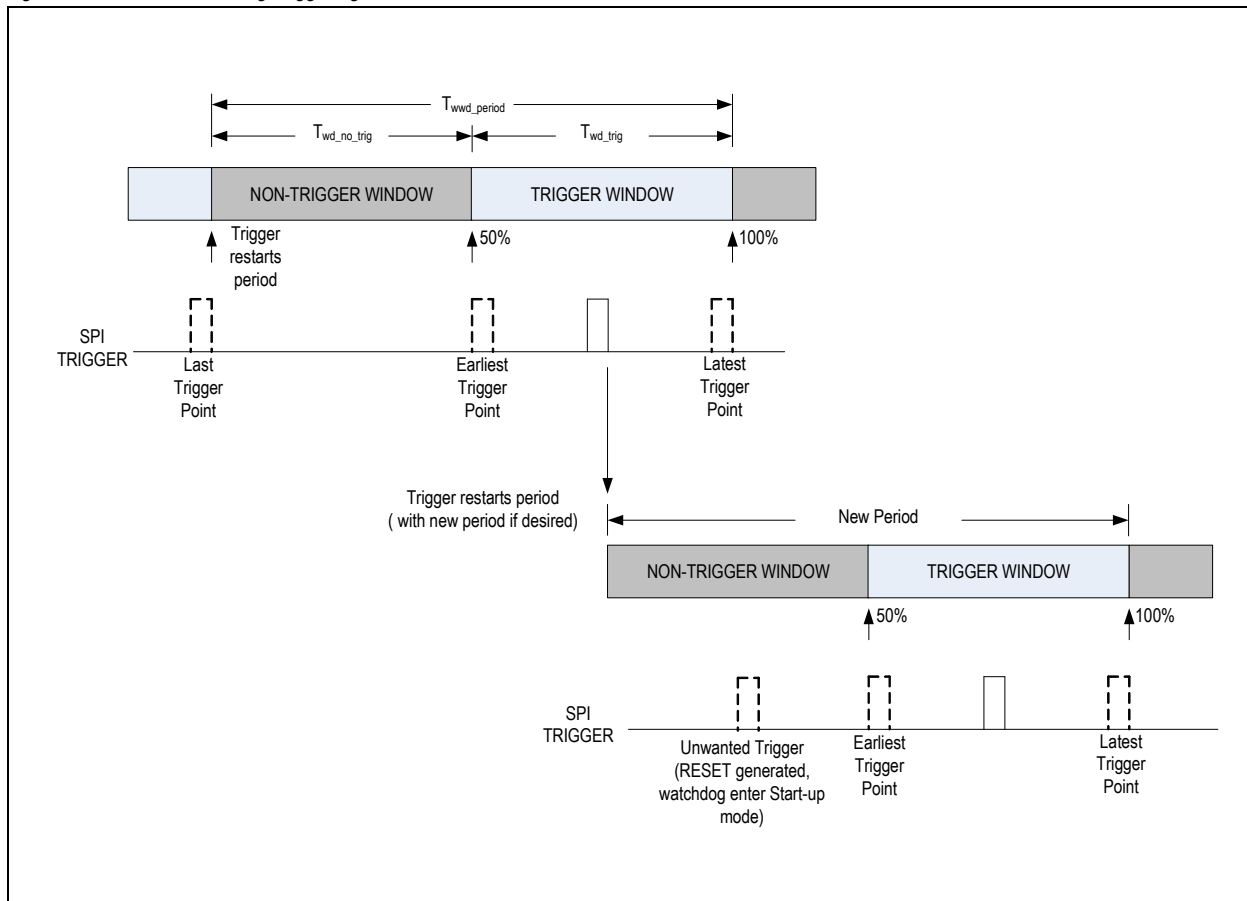 T_wwd_period
T_wd_no_trig
T_wd_trig
NON-TRIGGER WINDOW
TRIGGER WINDOW
Trigger
restarts
period
50%
100%
SPI
TRIGGER
Last
Trigger
Point
Earliest
Trigger
Point
Latest
Trigger
Point
Trigger restarts period
( with new period if desired)
New Period
NON-TRIGGER WINDOW
TRIGGER WINDOW
50%
100%
SPI
TRIGGER
Unwanted Trigger
(RESET generated,
watchdog enter Start-up
mode)
Earliest
Trigger
Point
Latest
Trigger
Point